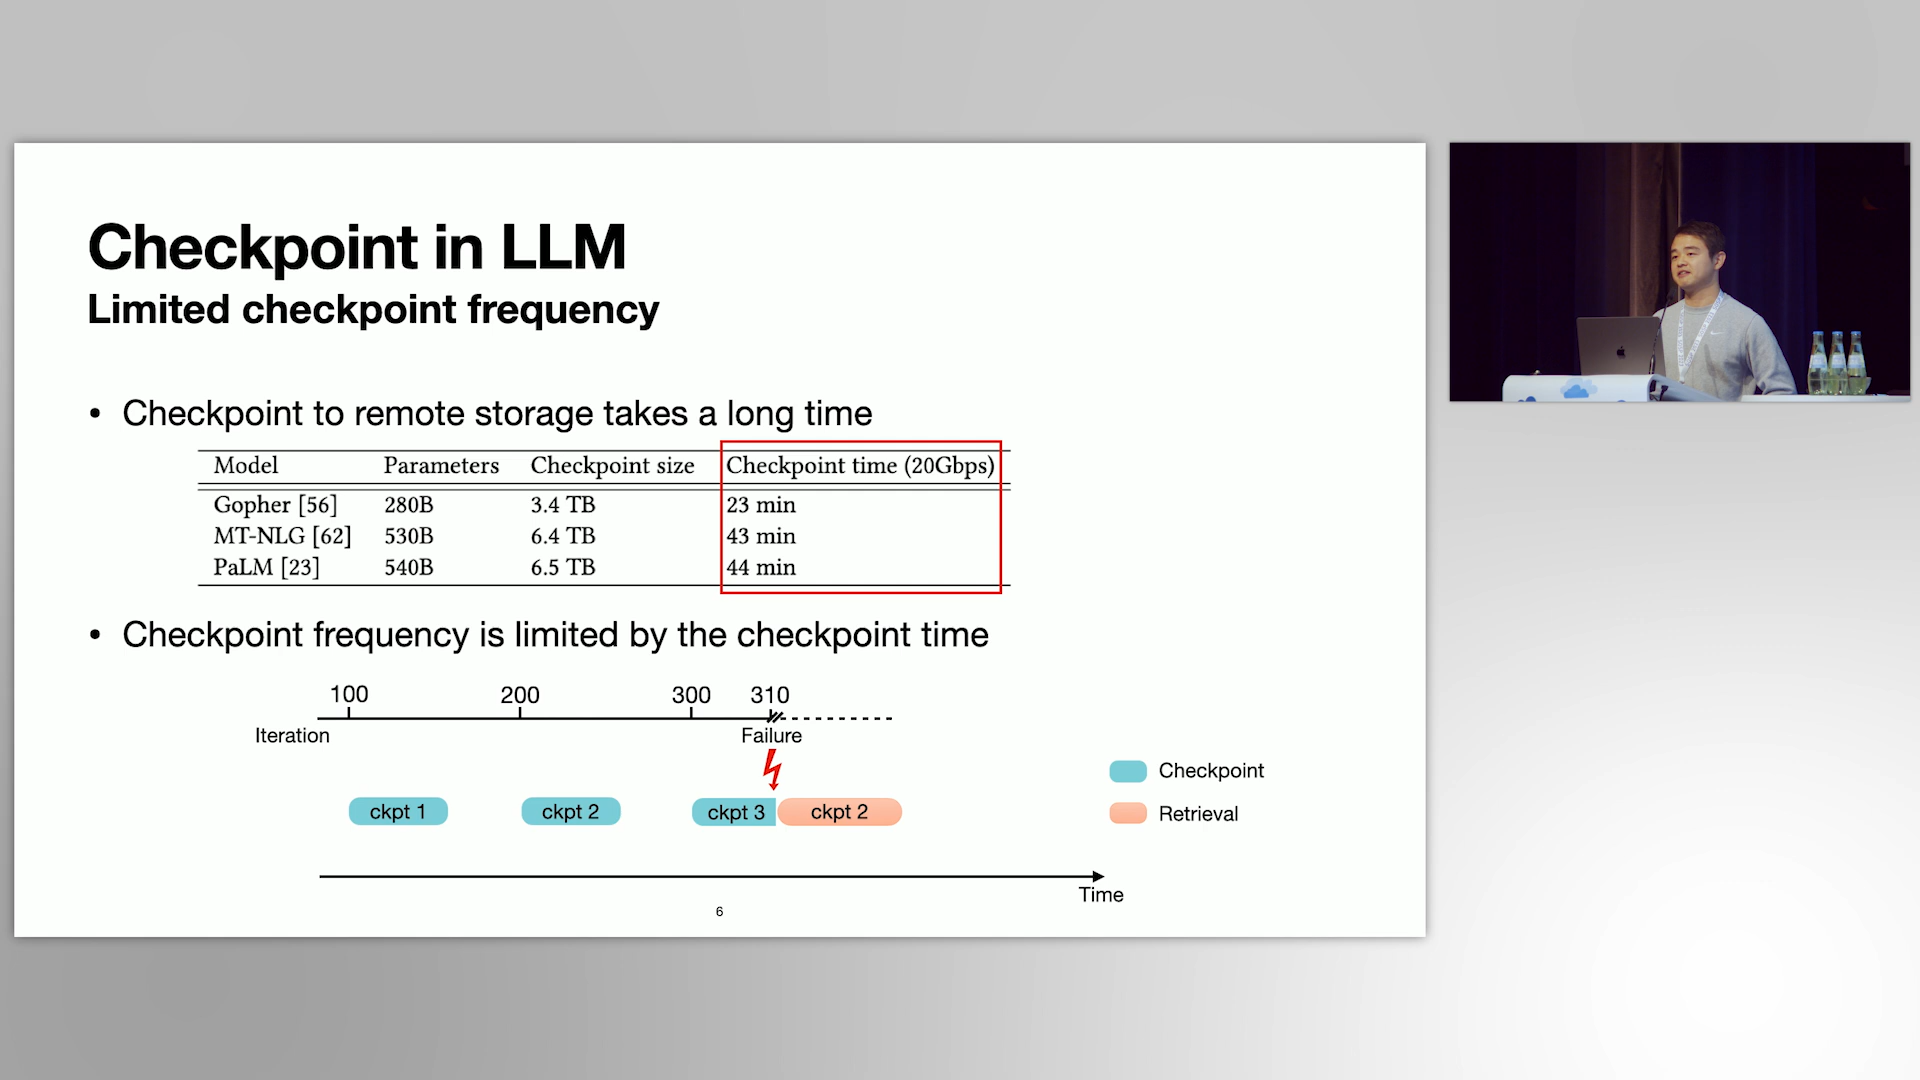 Checkpoint in LLM
Limited checkpoint frequency
• Checkpoint to remote storage takes a long time
Model Parameters Checkpoint size Checkpoint time (20Gbps)
Gopher [56] 280B 3.4 TB 23 min
MT-NLG [62] 530B 6.4 TB 43 min
PaLM [23] 540B 6.5 TB 44 min
• Checkpoint frequency is limited by the checkpoint time
100 200 300 310
Iteration Failure
Checkpoint
Retrieval
ckpt 1 ckpt 2 ckpt 3 ckpt 2
Time
6